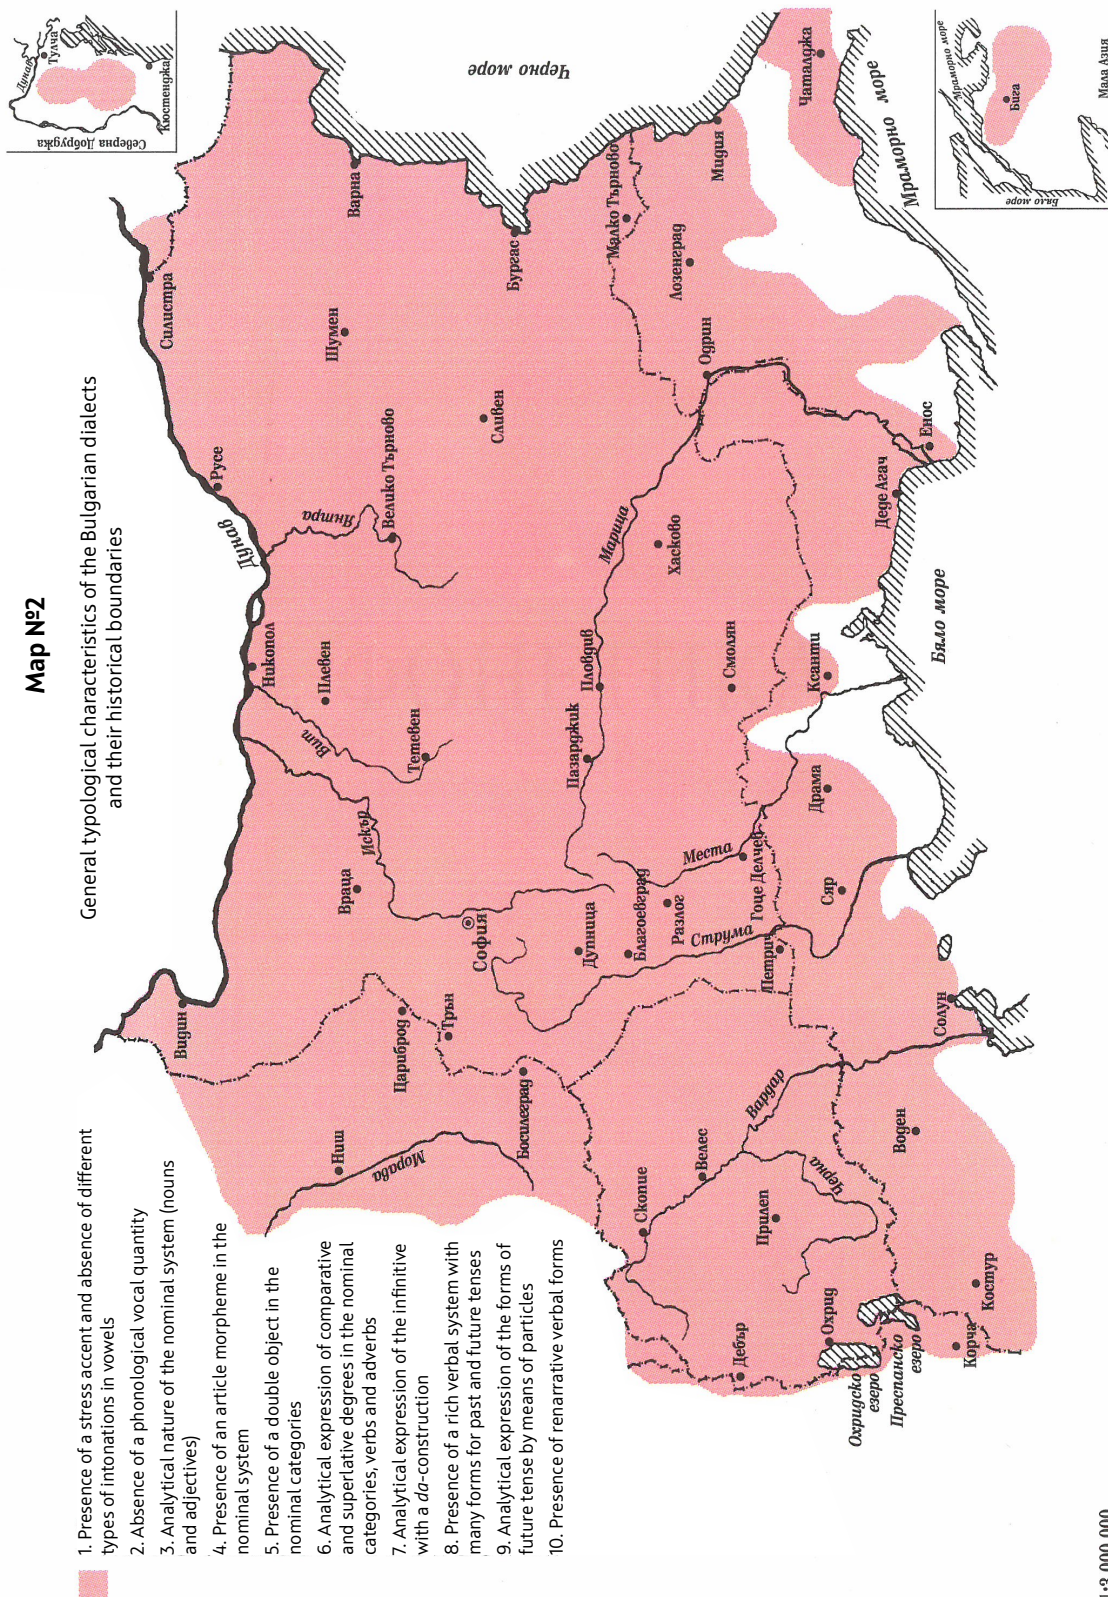 Map №2
General typological characteristics of the Bulgarian dialects
and their historical boundaries
1. Presence of a stress accent and absence of different
types of intonations in vowels
2. Absence of a phonological vocal quantity
3. Analytical nature of the nominal system (nouns
and adjectives)
4. Presence of an article morpheme in the
nominal system
5. Presence of a double object in the
nominal categories
6. Analytical expression of comparative
and superlative degrees in the nominal
categories, verbs and adverbs
7. Analytical expression of the infinitive
with a da-construction
8. Presence of a rich verbal system with
many forms for past and future tenses
9. Analytical expression of the forms of
future tense by means of particles
10. Presence of renarrative verbal forms
Дунав
Тулча
Кюстенджа
Северна Добруджа
Видин
Никопол
Дунав
Русе
Силистра
Ниш
Морава
Цариброд
Трън
Враца
Искър
Вит
Плевен
Тетевен
Янтра
Велико Търново
Шумен
Варна
Черно море
София
Сливен
Бургас
Босилеград
Дупница
Благоевград
Разлог
Пазарджик
Пловдив
Марица
Хасково
Малко Търново
Мидия
Чаталджа
Лозенград
Одрин
Скопие
Велес
Вардар
Струма
Места
Гоце Делчев
Петрич
Смолян
Дебър
Прилеп
Черна
Охрид
Охридско
езеро
Преспанско
езеро
Сяр
Драма
Ксанти
Деде Агач
Енос
Мраморно море
Воден
Солун
Костур
Корча
Бяло море
Мраморно море
Бига
Бяло море
Мала Азия
1:3 000 000